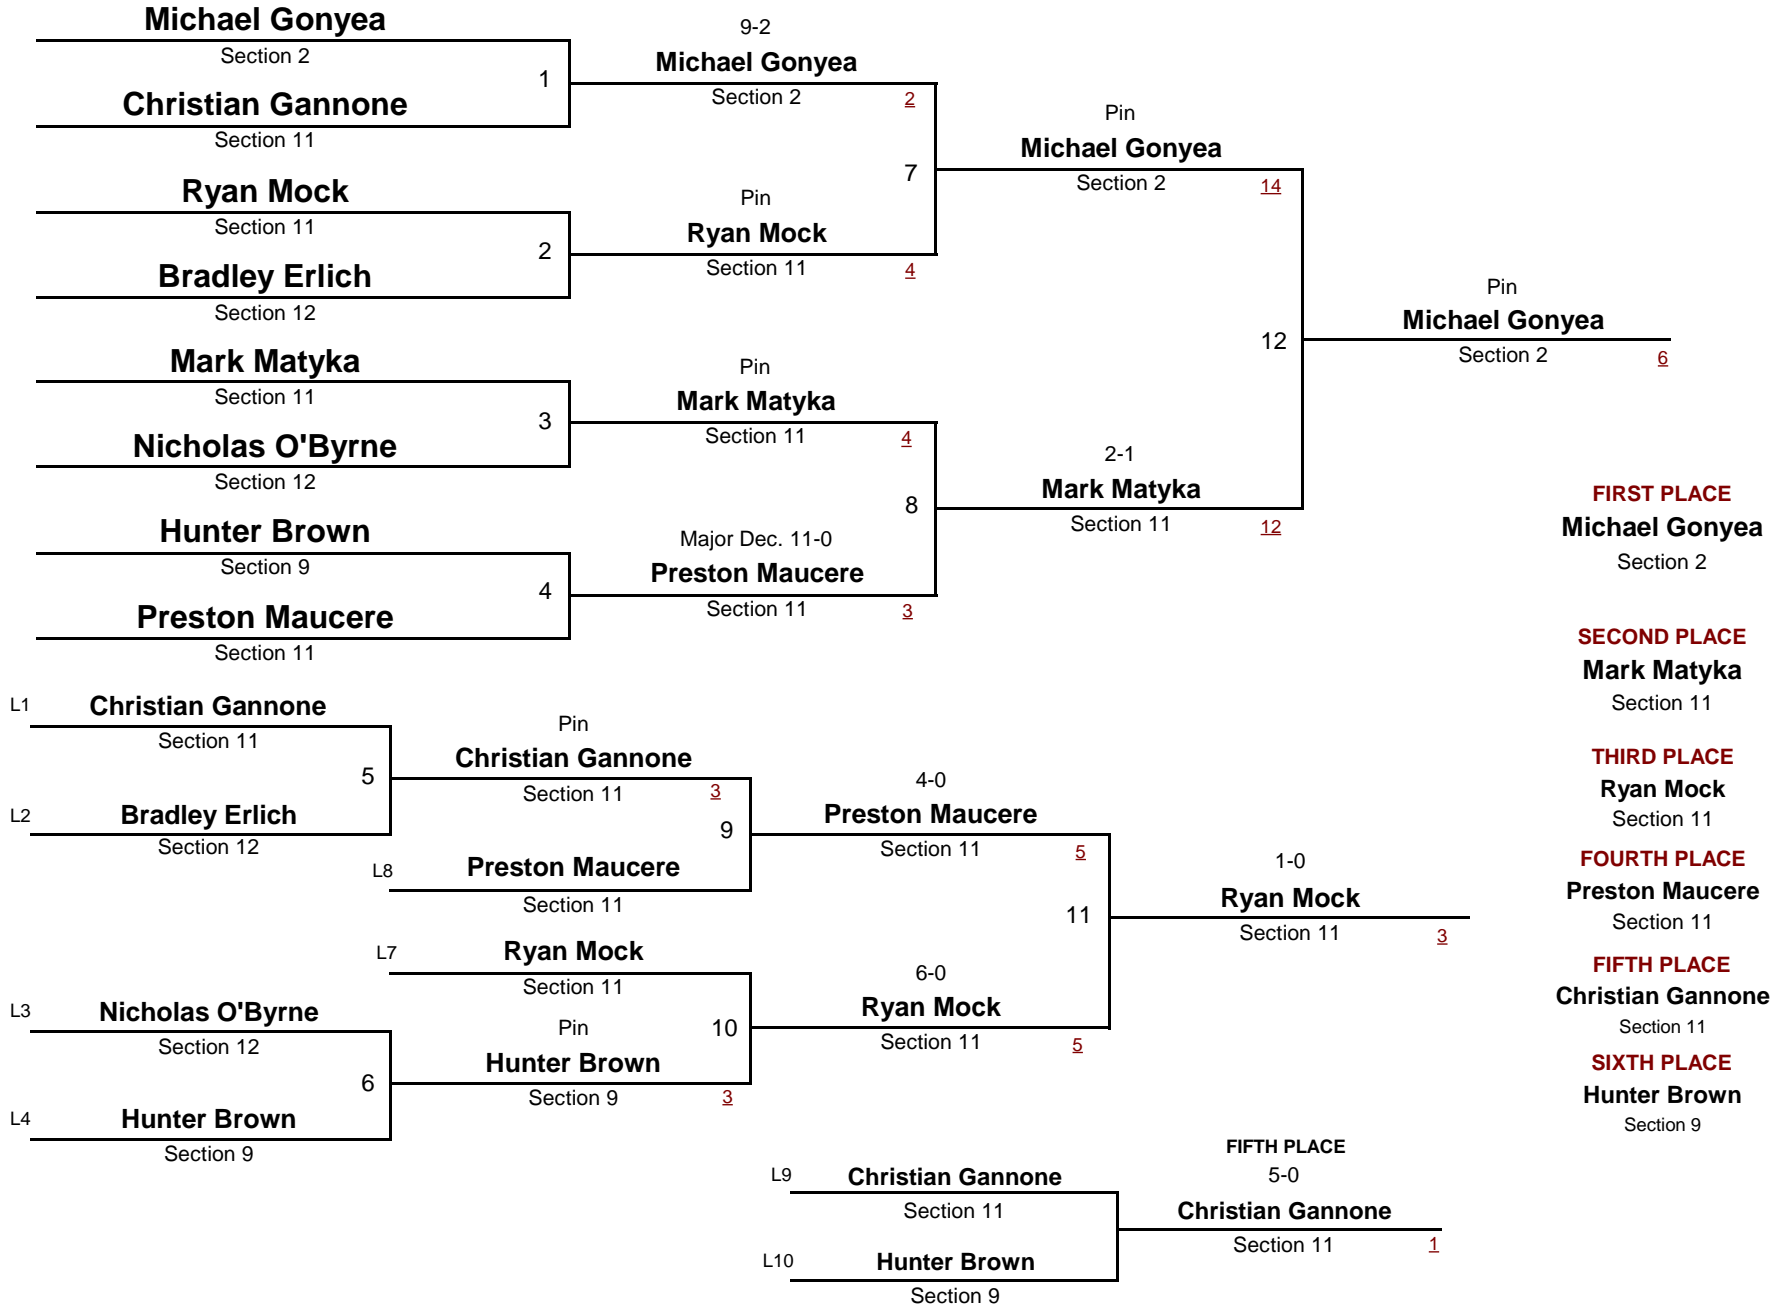 Michael Gonyea
Section 2
1
Christian Gannone
Section 11
Ryan Mock
Section 11
2
Bradley Erlich
Section 12
Mark Matyka
Section 11
3
Nicholas O'Byrne
Section 12
Hunter Brown
Section 9
4
Preston Maucere
Section 11
9-2
Michael Gonyea
Section 2 2
7
Pin
Ryan Mock
Section 11 4
Pin
Mark Matyka
Section 11 4
8
Major Dec. 11-0
Preston Maucere
Section 11 3
Pin
Michael Gonyea
Section 2 14
12
2-1
Mark Matyka
Section 11 12
Pin
Michael Gonyea
Section 2 6
FIRST PLACE
Michael Gonyea
Section 2
SECOND PLACE
Mark Matyka
Section 11
THIRD PLACE
Ryan Mock
Section 11
FOURTH PLACE
Preston Maucere
Section 11
FIFTH PLACE
Christian Gannone
Section 11
SIXTH PLACE
Hunter Brown
Section 9
L1 Christian Gannone
Section 11
5
L2 Bradley Erlich
Section 12
Pin
Christian Gannone
Section 11 3
9
L8 Preston Maucere
Section 11
L7 Ryan Mock
Section 11
10
Pin
Hunter Brown
Section 9 3
L3 Nicholas O'Byrne
Section 12
6
L4 Hunter Brown
Section 9
4-0
Preston Maucere
Section 11 5
11
6-0
Ryan Mock
Section 11 5
1-0
Ryan Mock
Section 11 3
L9 Christian Gannone
Section 11
L10 Hunter Brown
Section 9
FIFTH PLACE
5-0
Christian Gannone
Section 11 1